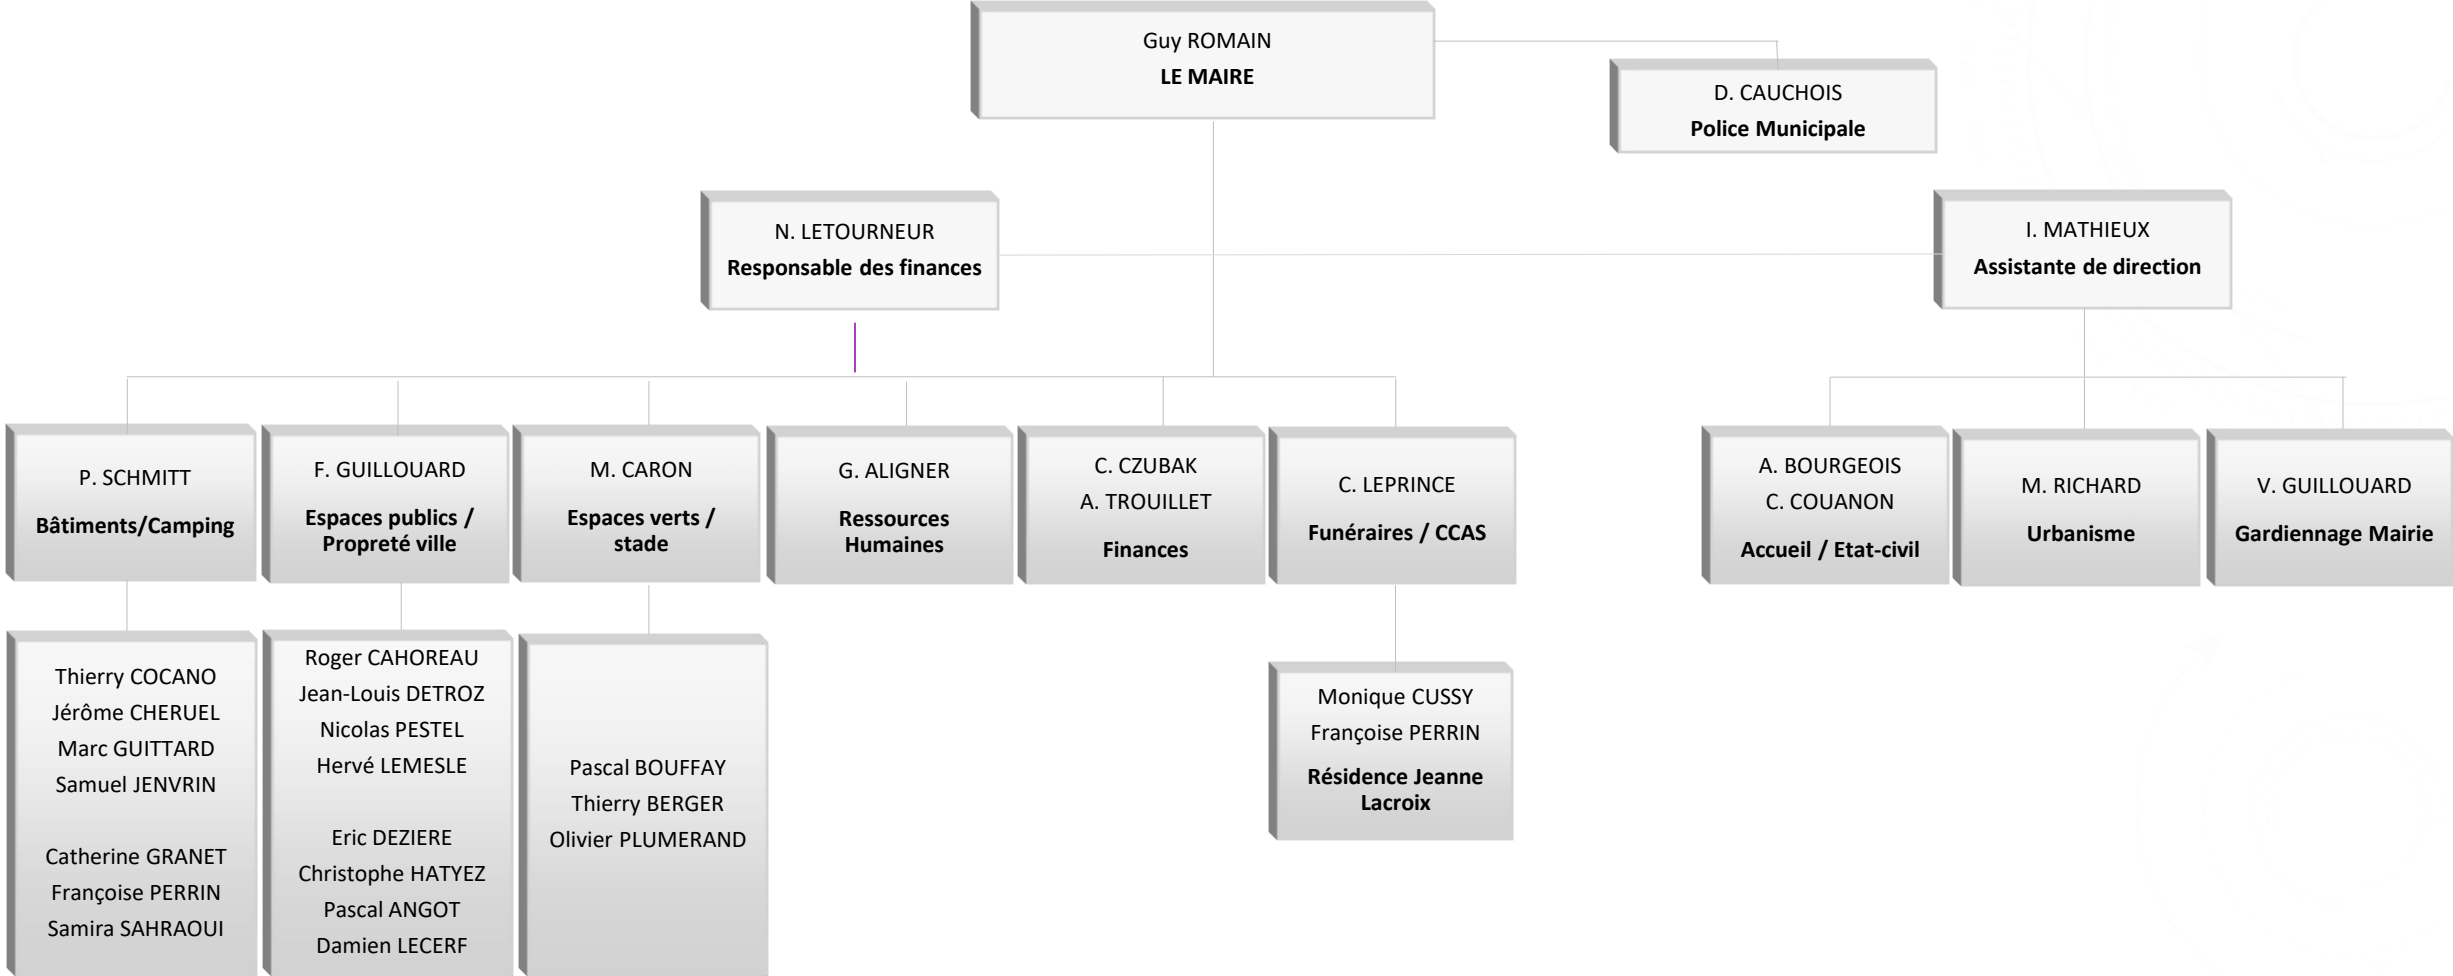 Guy ROMAIN
LE MAIRE
D. CAUCHOIS
Police Municipale
N. LETOURNEUR
Responsable des finances
I. MATHIEUX
Assistante de direction
P. SCHMITT
Bâtiments/Camping
F. GUILLOUARD
Espaces publics /
Propreté ville
M. CARON
Espaces verts /
stade
G. ALIGNER
Ressources
Humaines
C. CZUBAK
A. TROUILLET
Finances
C. LEPRINCE
Funéraires / CCAS
A. BOURGEOIS
C. COUANON
Accueil / Etat-civil
M. RICHARD
Urbanisme
V. GUILLOUARD
Gardiennage Mairie
Thierry COCANO
Jérôme CHERUEL
Marc GUITTARD
Samuel JENVRIN
Catherine GRANET
Françoise PERRIN
Samira SAHRAOUI
Roger CAHOREAU
Jean-Louis DETROZ
Nicolas PESTEL
Hervé LEMESLE
Eric DEZIERE
Christophe HATYEZ
Pascal ANGOT
Damien LECERF
Pascal BOUFFAY
Thierry BERGER
Olivier PLUMERAND
Monique CUSSY
Françoise PERRIN
Résidence Jeanne
Lacroix